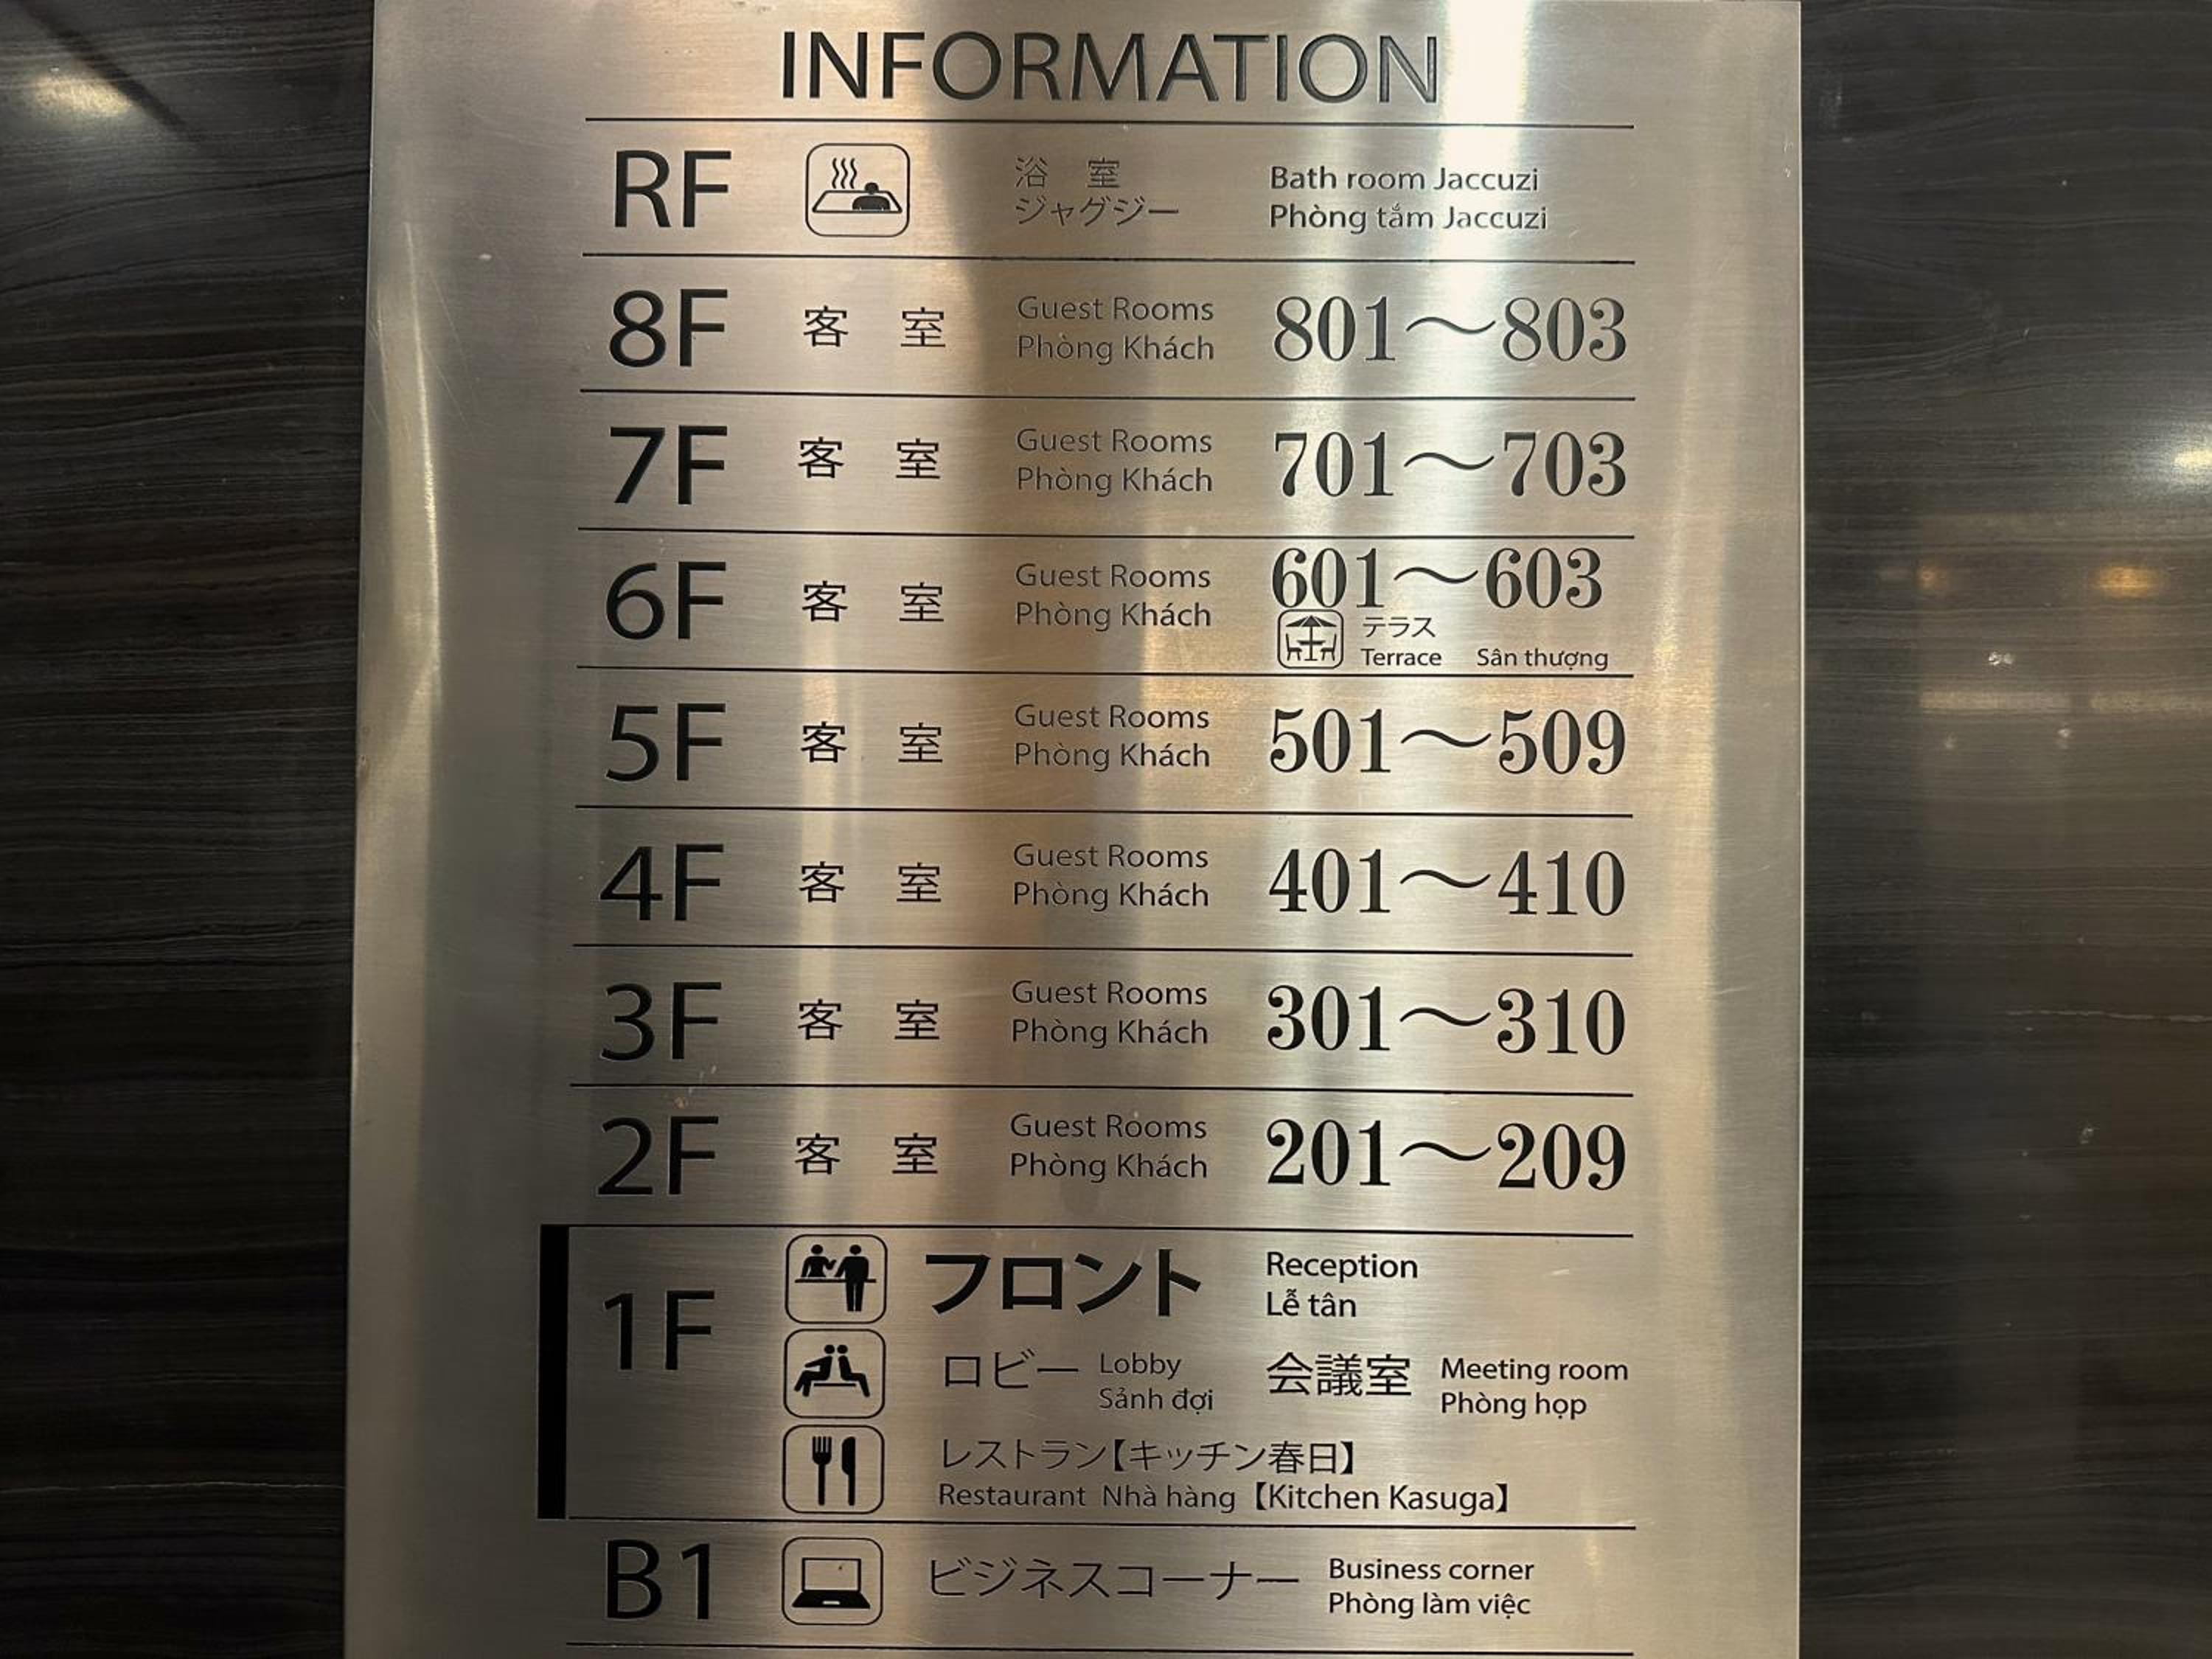 INFORMATION
RF 浴 室 Bath room Jaccuzi
ジャグジー Phòng tắm Jaccuzi
8F 客 室 Guest Rooms 801～803
Phòng Khách
7F 客 室 Guest Rooms 701～703
Phòng Khách
6F 客 室 Guest Rooms 601～603
Phòng Khách テラス
Terrace Sân thượng
5F 客 室 Guest Rooms 501～509
Phòng Khách
4F 客 室 Guest Rooms 401～410
Phòng Khách
3F 客 室 Guest Rooms 301～310
Phòng Khách
2F 客 室 Guest Rooms 201～209
Phòng Khách
1F フロント Reception
Lễ tân
ロビー Lobby 会議室 Meeting room
Sảnh đợi Phòng họp
レストラン【キッチン春日】
Restaurant Nhà hàng【Kitchen Kasuga】
B1 ビジネスコーナー Business corner
Phòng làm việc